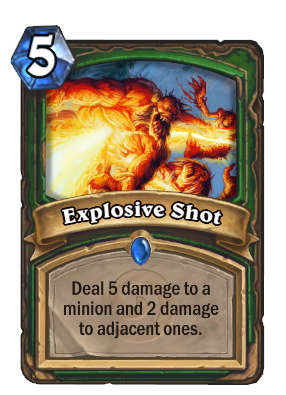 5
Explosive Shot
Deal 5 damage to a
minion and 2 damage
to adjacent ones.